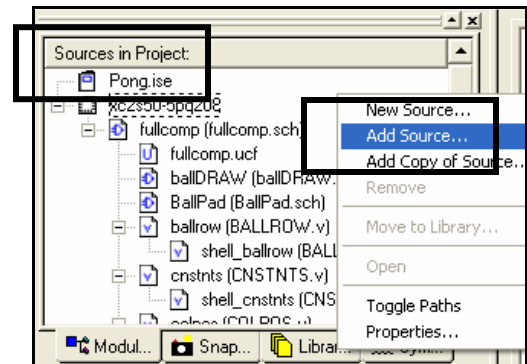 Sources in Project:
Pong.ise
xc2s50-5pq208
fullcomp (fullcomp.sch)
fullcomp.ucf
ballDRAW (ballDRAW.
BallPad (BallPad.sch)
ballrow (BALLROW.v)
shell_ballrow (BALL
cnstnts (CNSTNTS.v)
shell_cnstnts (CNS
New Source...
Add Source...
Add Copy of Source..
Remove
Move to Library...
Open
Toggle Paths
Properties...
Modul... Snap... Librar...